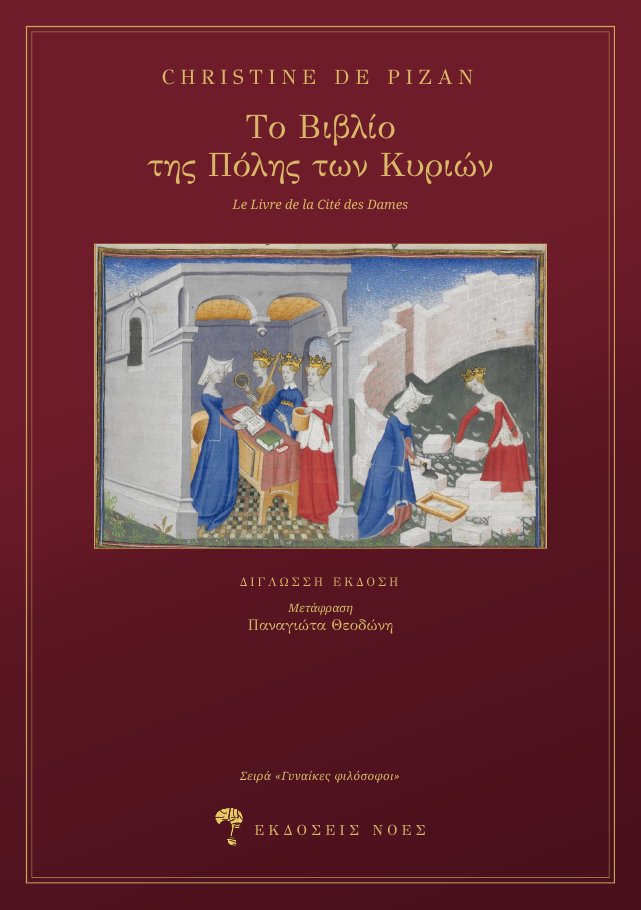 CHRISTINE DE PIZAN
Το Βιβλίο
της Πόλης των Κυριών
Le Livre de la Cité des Dames
ΔΙΓΛΩΣΣΗ ΕΚΔΟΣΗ
Μετάφραση
Παναγιώτα Θεοδώνη
Σειρά «Γυναίκες φιλόσοφοι»
ΕΚΔΟΣΕΙΣ ΝΟΕΣ